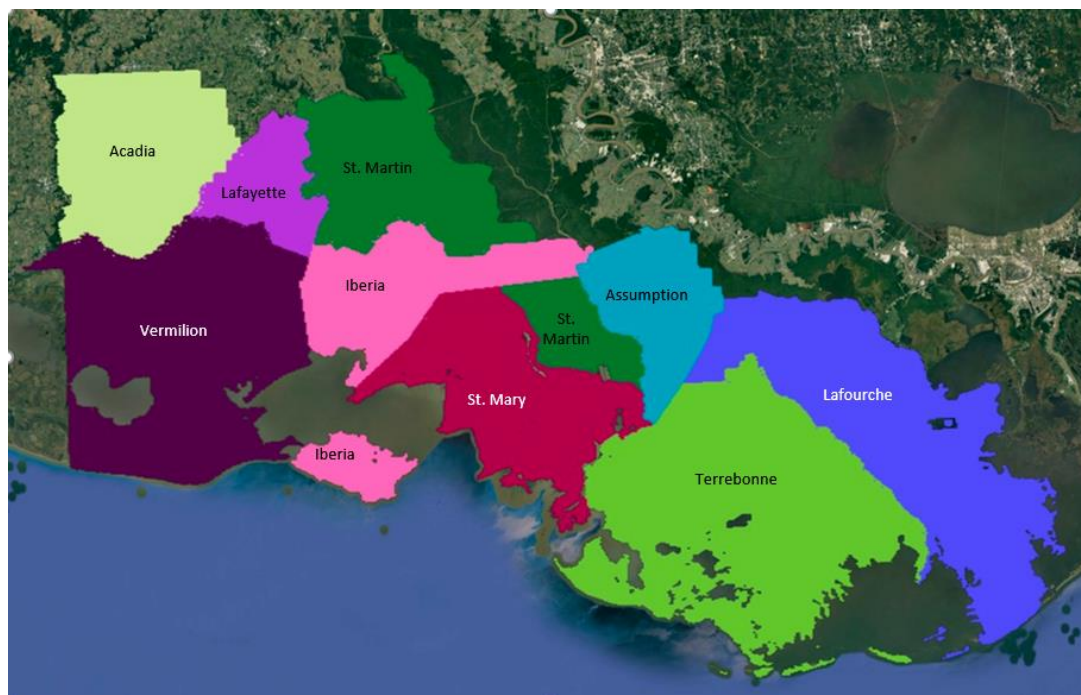 Acadia
St. Martin
Lafayette
Iberia
Assumption
St.
Martin
Vermilion
St. Mary
Lafourche
Iberia
Terrebonne